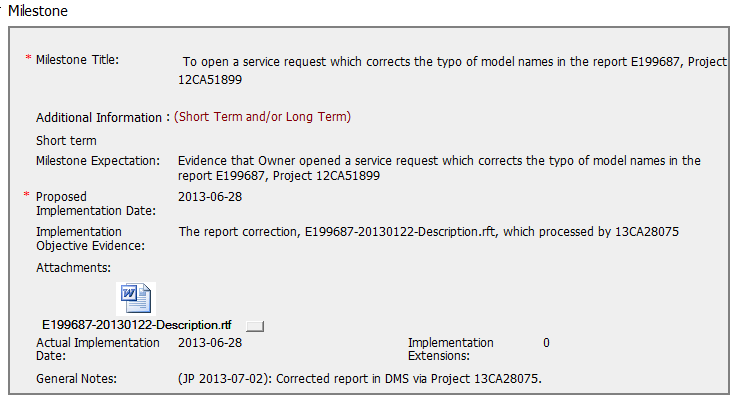 Milestone
* Milestone Title: To open a service request which corrects the typo of model names in the report E199687, Project
12CA51899
Additional Information : (Short Term and/or Long Term)
Short term
Milestone Expectation: Evidence that Owner opened a service request which corrects the typo of model names in the
report E199687, Project 12CA51899
* Proposed Implementation Date: 2013-06-28
Implementation Objective Evidence: The report correction, E199687-20130122-Description.rft, which processed by 13CA28075
Attachments:
W
E199687-20130122-Description.rtf
Actual Implementation Date: 2013-06-28 Implementation Extensions: 0
General Notes: (JP 2013-07-02): Corrected report in DMS via Project 13CA28075.